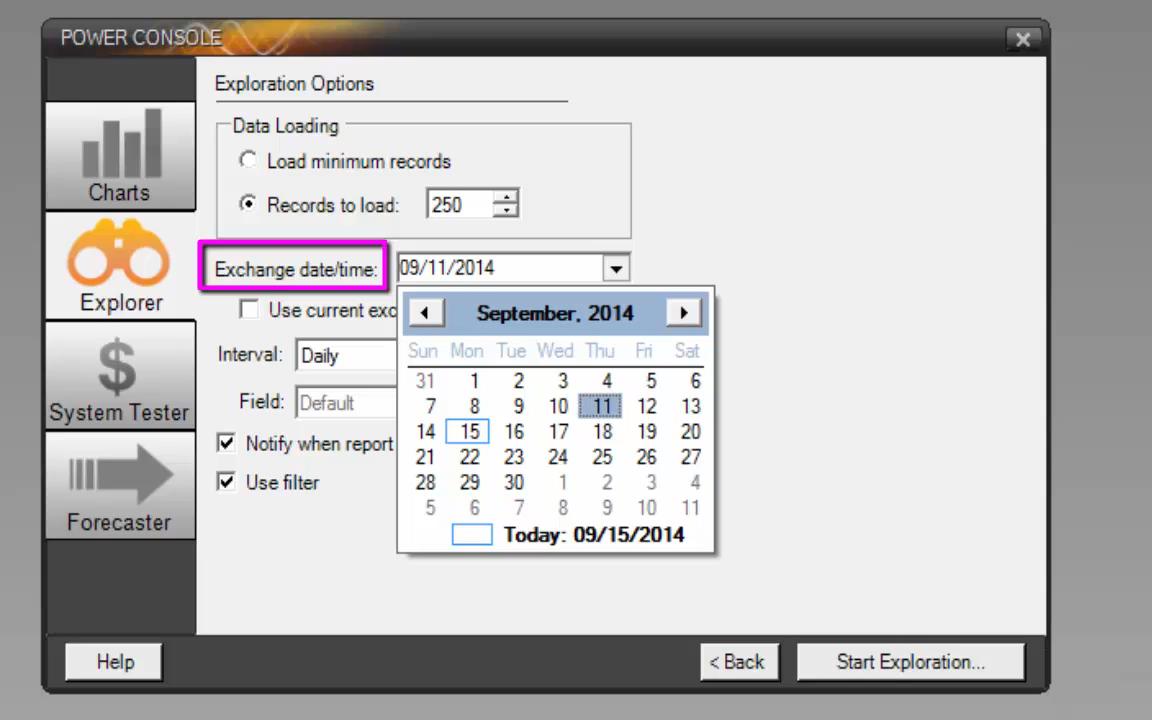 POWER CONSOLE
Exploration Options
Data Loading
Load minimum records
Charts
Records to load: 250
Exchange date/time: 09/11/2014
Explorer
Use current exc
September, 2014
Sun Mon Tue Wed Thu Fri Sat
Interval: Daily
31 1 2 3 4 5 6
7 8 9 10 11 12 13
Field: Default
14 15 16 17 18 19 20
System Tester
Notify when report
21 22 23 24 25 26 27
Use filter
28 29 30 1 2 3 4
5 6 7 8 9 10 11
Forecaster
Today: 09/15/2014
Help
< Back
Start Exploration...